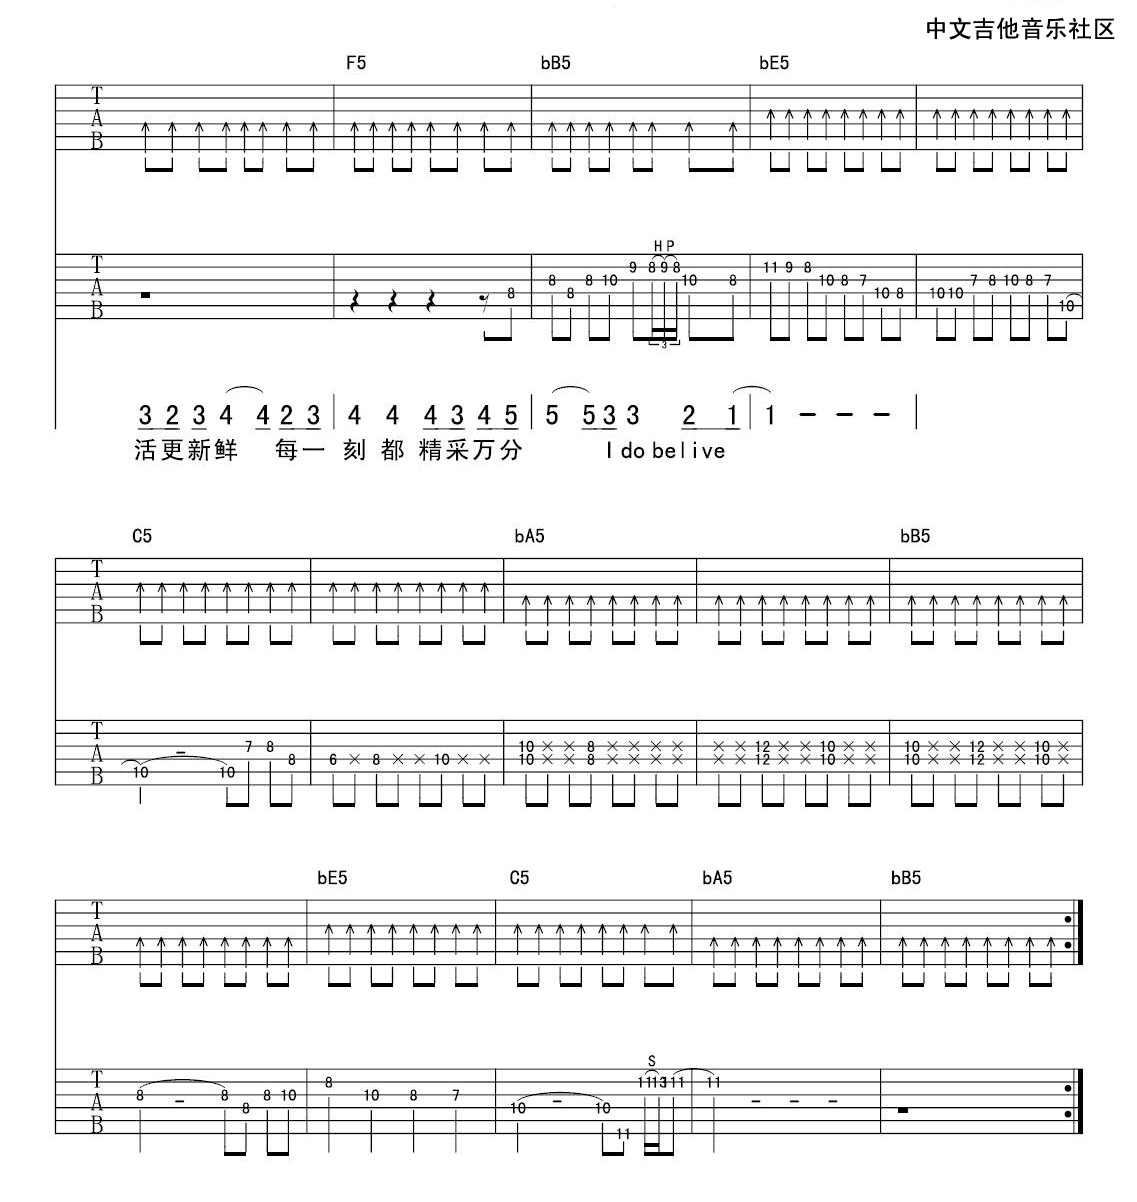 中文吉他音乐社区
F5 bB5 bE5
T
A
B
H P
T
A
B
9 8 9 8 11 9 8
8 8 10 10 8 10 8 7 7 8 10 8 7
8 8 10 8 10 10
10
3
3 2 3 4 4 2 3 4 4 4 3 4 5 5 5 3 3 2 1 1 – – –
活更新鲜 每一刻都 精采万分 I do belive
C5 bA5 bB5
T
A
B
T
A
B
7 8 10 × × 8 × × × × × × 12 × × 10 × × 10 × × 12 × × 10 ×
– 8 6 × 8 × × 10 × × 10 × × 8 × × × × × × 12 × × 10 × × 10 × × 12 × × 10 ×
10 10
bE5 C5 bA5 bB5
T
A
B
S
T
A
B
8 11 13 11 11
8 – 8 8 10 10 8 7
8 10 – 10 – – –
11